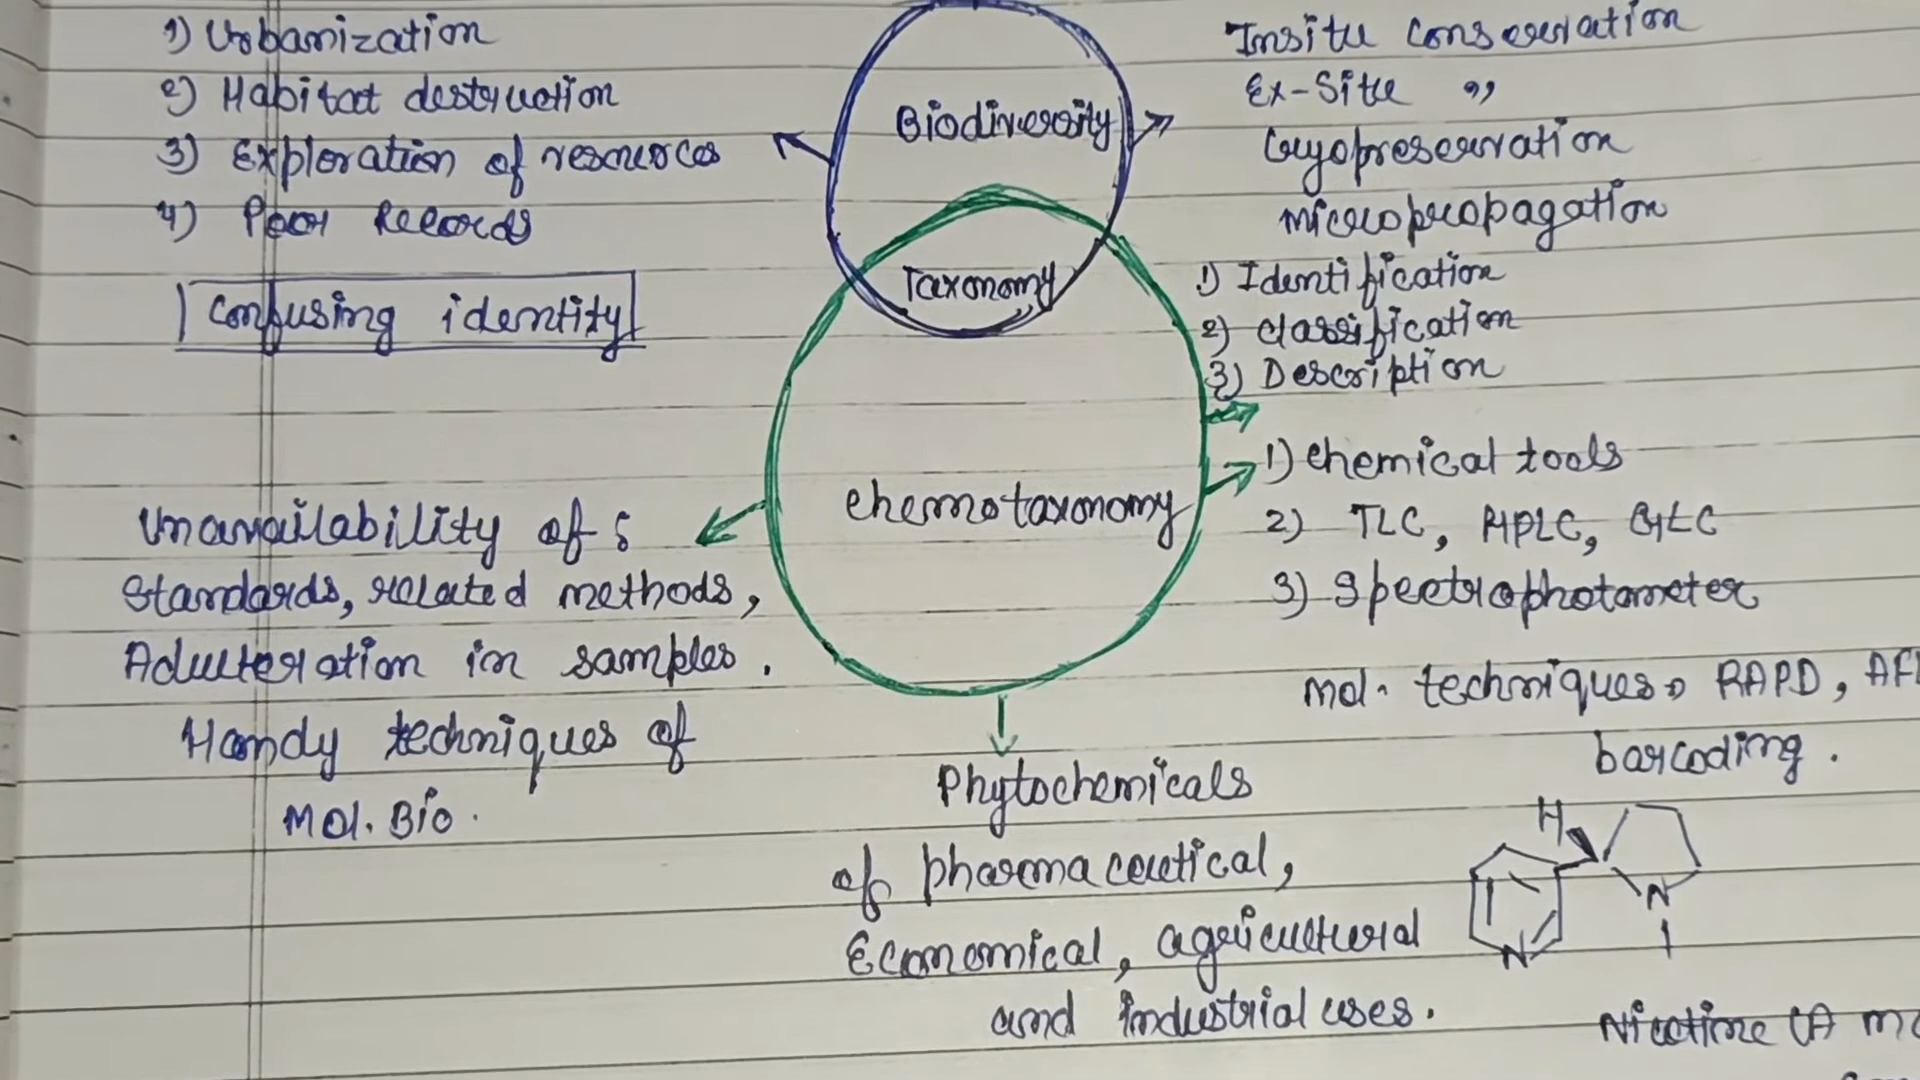 1) Urbanization
2) Habitat destruction
3) Exploration of resources
4) Poor Records
Confusing identity
Biodiversity
Taxonomy
Chemotaxonomy
Insitu Conservation
Ex-Situ ,,
Cryopreservation
micropropagation
1) Identification
2) Classification
3) Description
1) Chemical tools
2) TLC, HPLC, GLC
3) Spectrophotometer
Mol. techniques, RAPD,
barcoding.
Unavailability of
Standards, related methods,
Adulteration in samples.
Handy techniques of
Mol. Bio.
Phytochemicals
of pharmaceutical,
Economical, agricultural
and industrial uses.
H
N
N
Nicotine (A